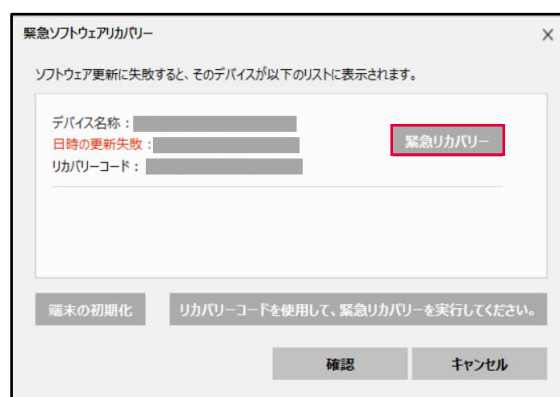 緊急ソフトウェアリカバリー
ソフトウェア更新に失敗すると、そのデバイスが以下のリストに表示されます。
デバイス名称：
日時の更新失敗：
緊急リカバリー
リカバリーコード：
端末の初期化
リカバリーコードを使用して、緊急リカバリーを実行してください。
確認
キャンセル